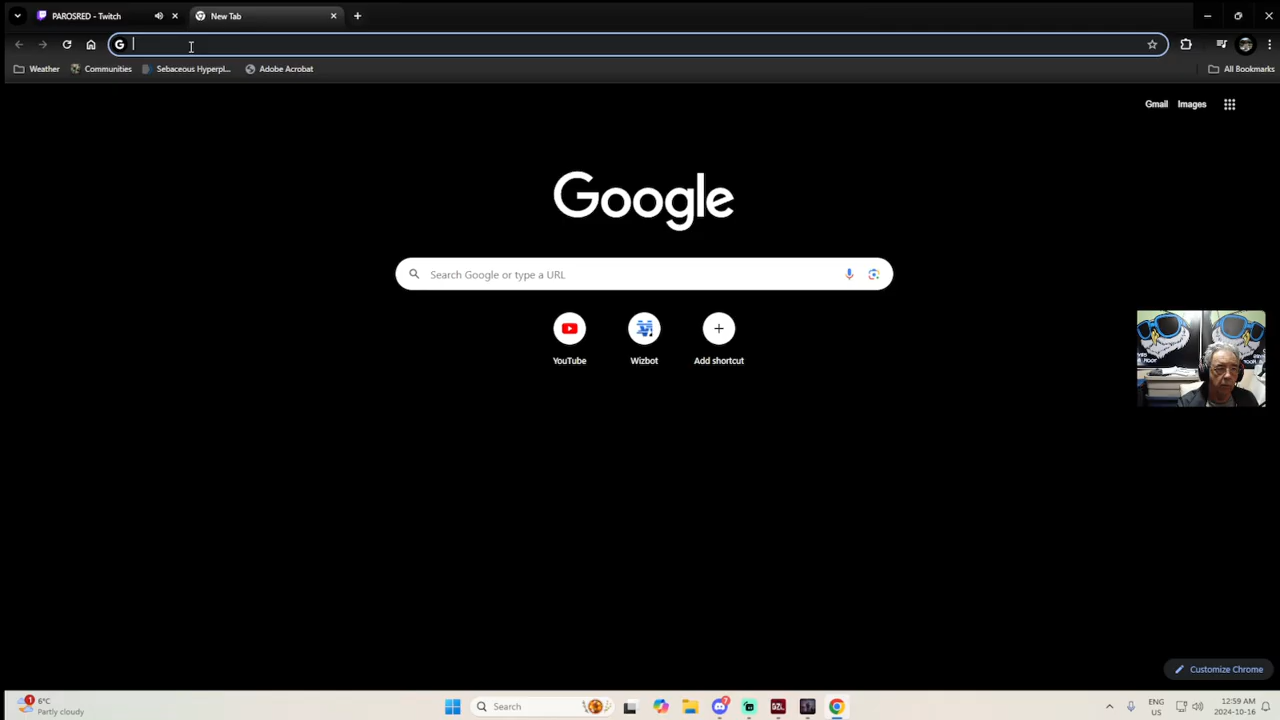 PAROSRED - Twitch
New Tab
Weather
Communities
Sebaceous Hyperpl...
Adobe Acrobat
All Bookmarks
Gmail
Images
Google
Search Google or type a URL
YouTube
Wizbot
Add shortcut
Customize Chrome
1
6°C
Partly cloudy
Search
DZL
ENG
US
12:59 AM
2024-10-16